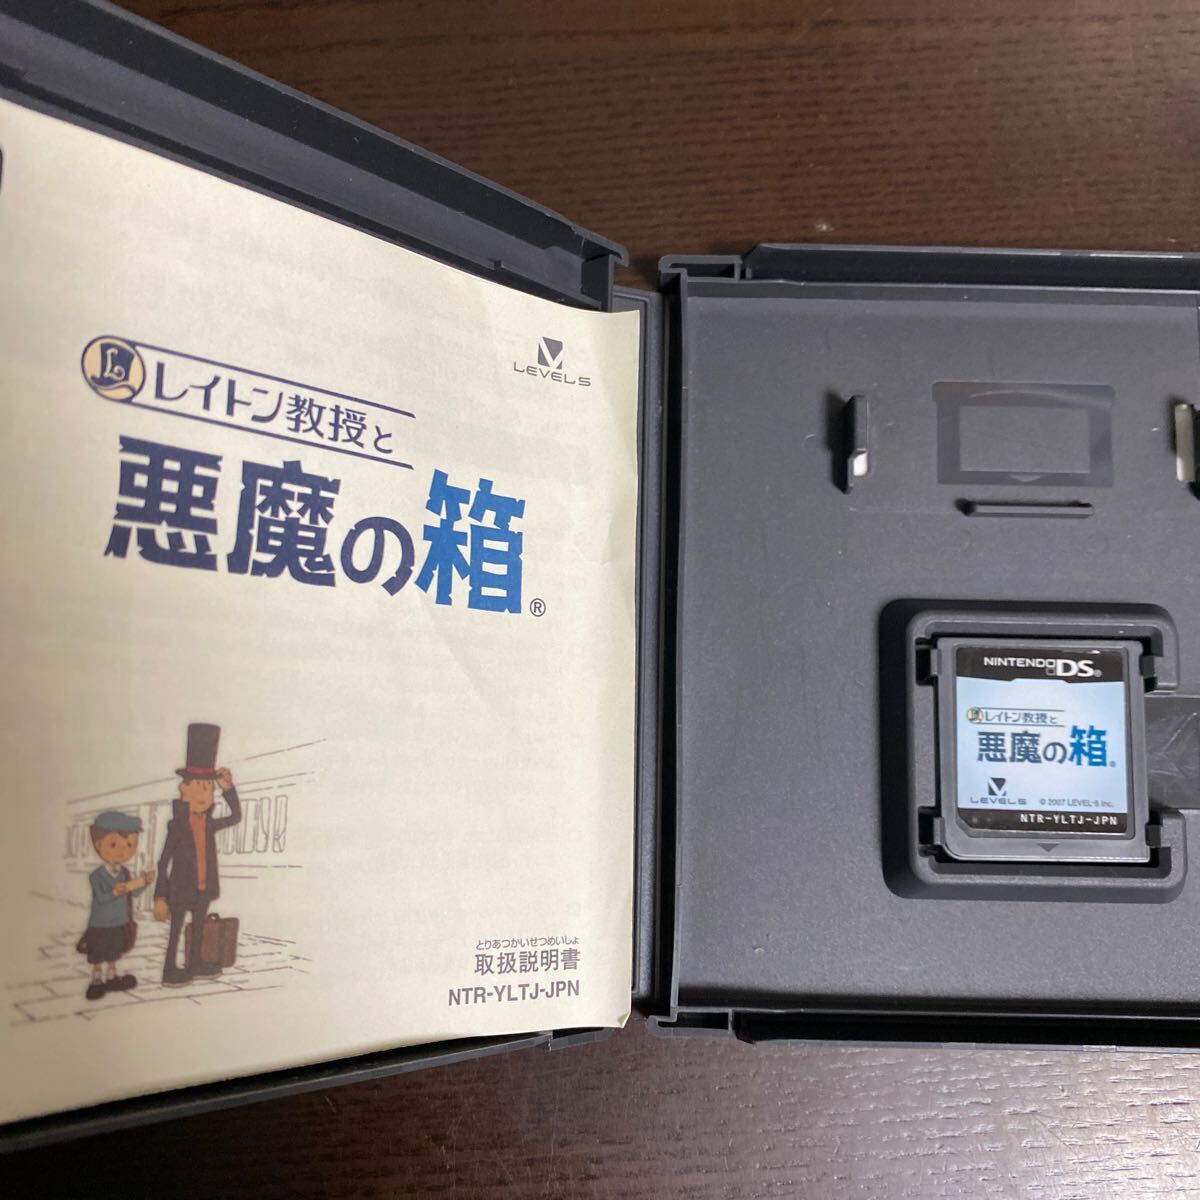 レイトン教授と
悪魔の箱®
LEVEL5
とりあつかいせつめいしょ
取扱説明書
NTR-YLTJ-JPN
NINTENDO DS®
レイトン教授と
悪魔の箱®
LEVEL5
© 2007 LEVEL-5 Inc.
NTR-YLTJ-JPN